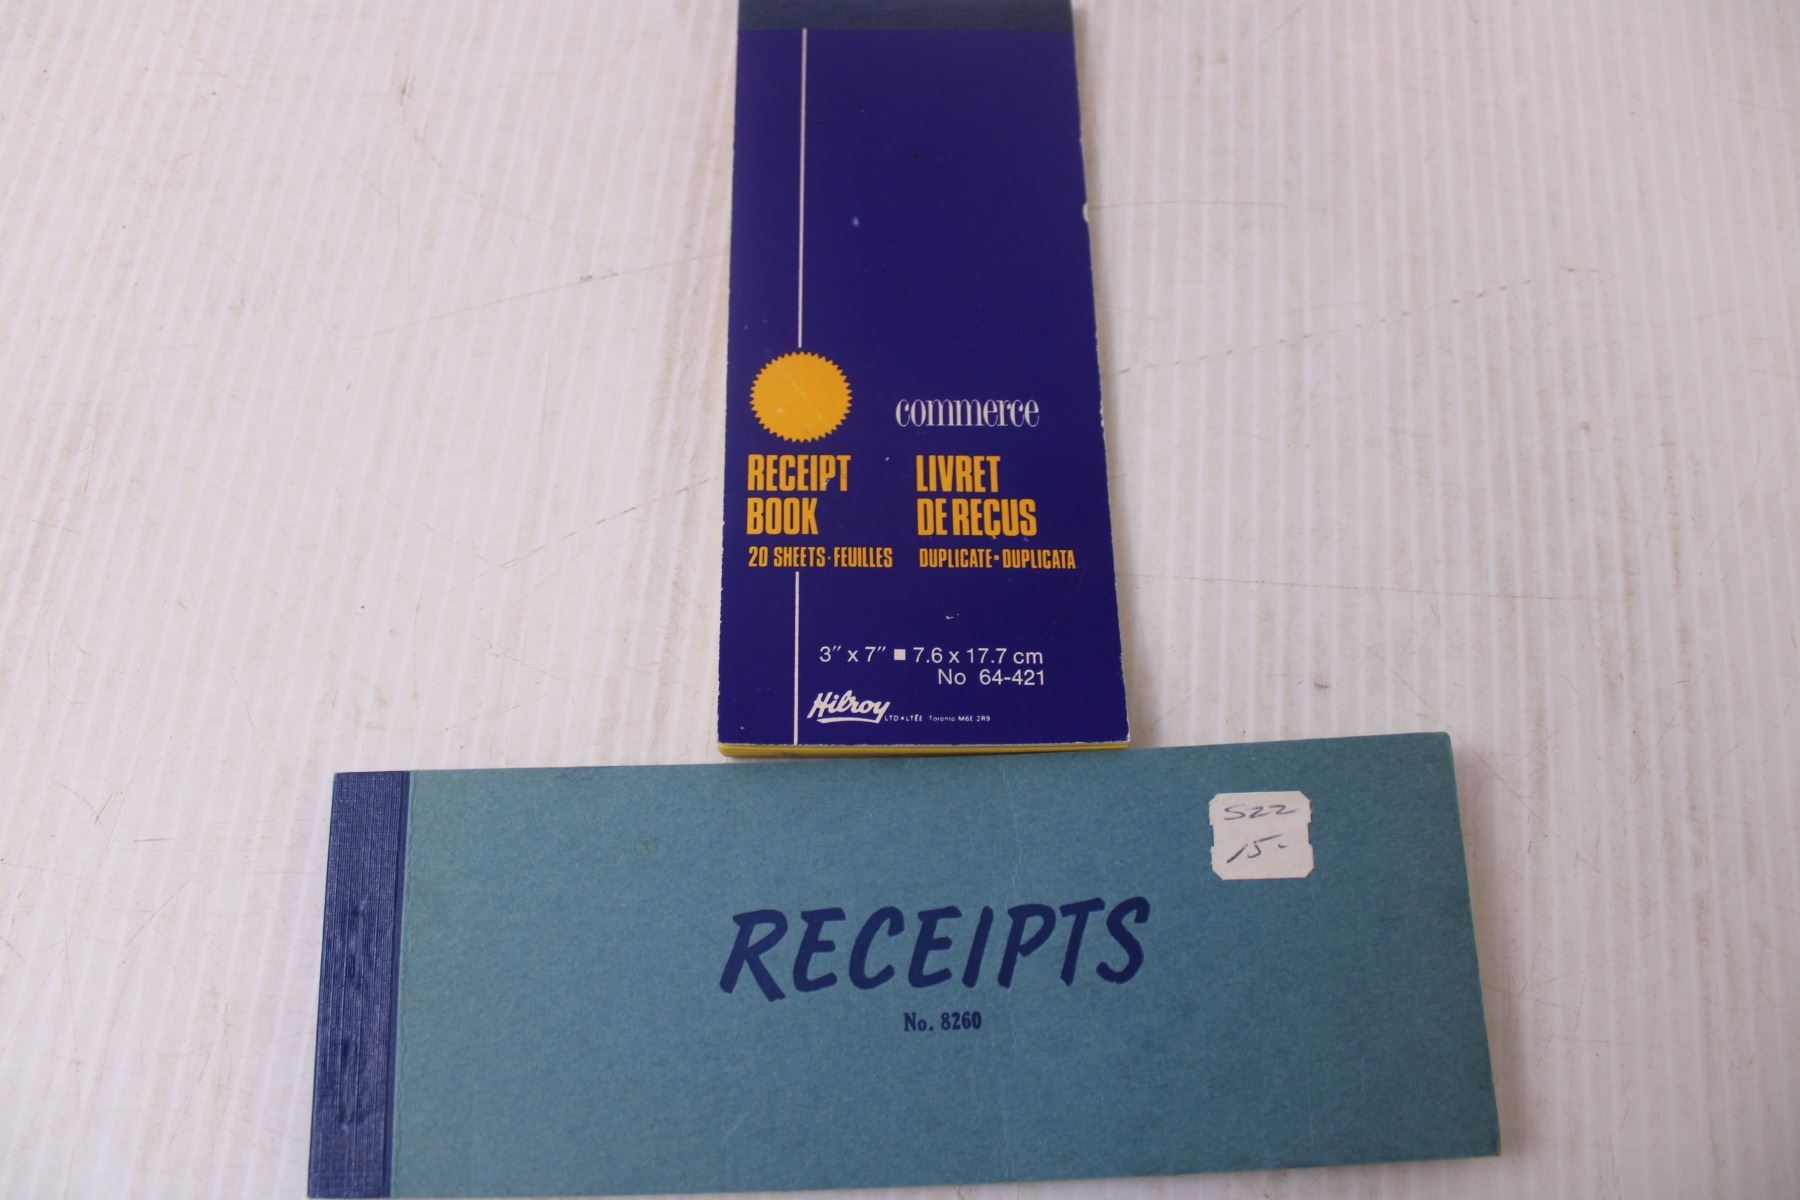 commerce
RECEIPT BOOK
LIVRET DE REÇUS
20 SHEETS·FEUILLES
DUPLICATE·DUPLICATA
3" x 7" ■ 7.6 x 17.7 cm
No 64-421
Hilroy LTD•LTÉE Toronto M6E 2R9
S22
15-
RECEIPTS
No. 8260